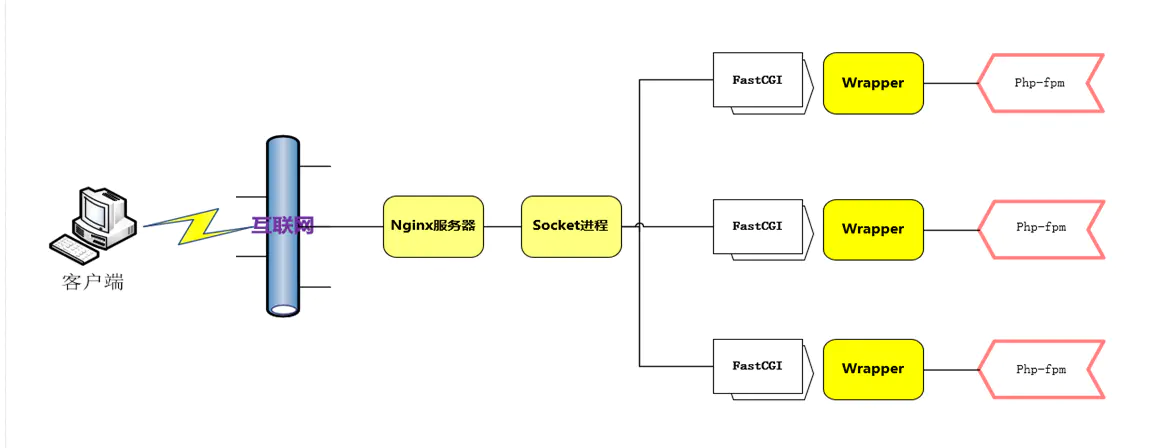 FastCGI
Wrapper
Php-fpm
互联网
Nginx服务器
Socket进程
FastCGI
Wrapper
Php-fpm
客户端
FastCGI
Wrapper
Php-fpm